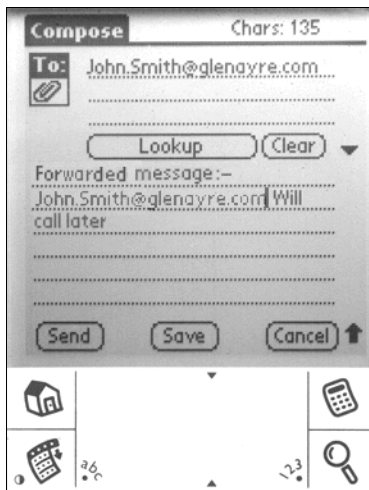 Compose Chars: 135
To: John.Smith@glenayre.com
Lookup Clear
Forwarded message:-
John.Smith@glenayre.com Will
call later
Send Save Cancel
abc 123